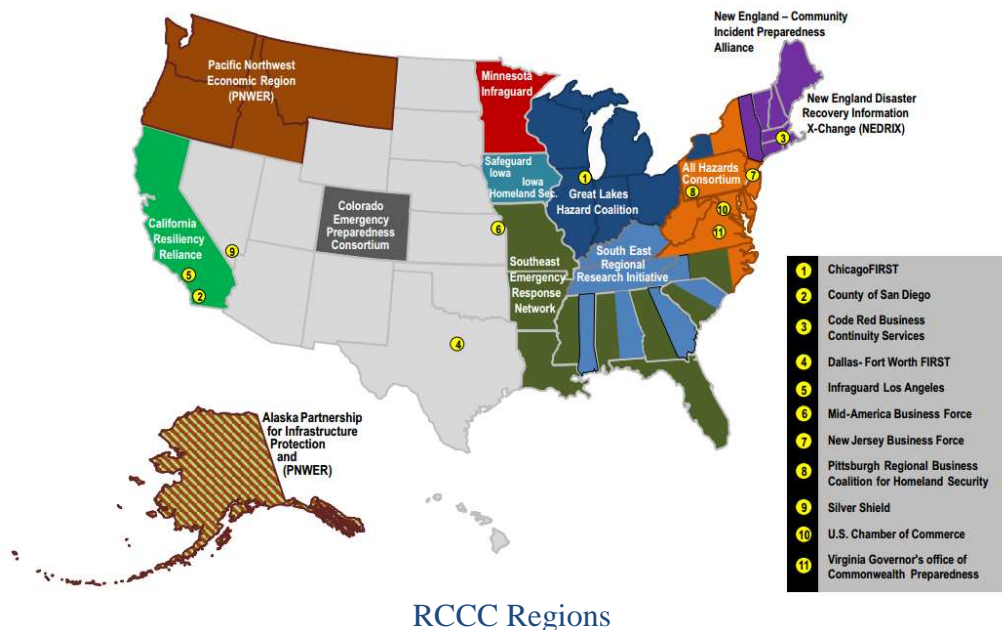 New England – Community
Incident Preparedness
Alliance
Pacific Northwest
Economic Region
(PNWER)
Minnesota
Infraguard
New England Disaster
Recovery Information
X-Change (NEDRIX)
3
Safeguard
Iowa
Iowa
Homeland Sec.
1
Great Lakes
Hazard Coalition
All Hazards
Consortium
7
8
10
11
Colorado
Emergency
Preparedness
Consortium
California
Resiliency
Reliance
9
5
2
6
Southeast
Emergency
Response
Network
South East
Regional
Research Initiative
4
Alaska Partnership
for Infrastructure
Protection
and
(PNWER)
1 ChicagoFIRST
2 County of San Diego
3 Code Red Business
Continuity Services
4 Dallas- Fort Worth FIRST
5 Infraguard Los Angeles
6 Mid-America Business Force
7 New Jersey Business Force
8 Pittsburgh Regional Business
Coalition for Homeland Security
9 Silver Shield
10 U.S. Chamber of Commerce
11 Virginia Governor's office of
Commonwealth Preparedness
RCCC Regions